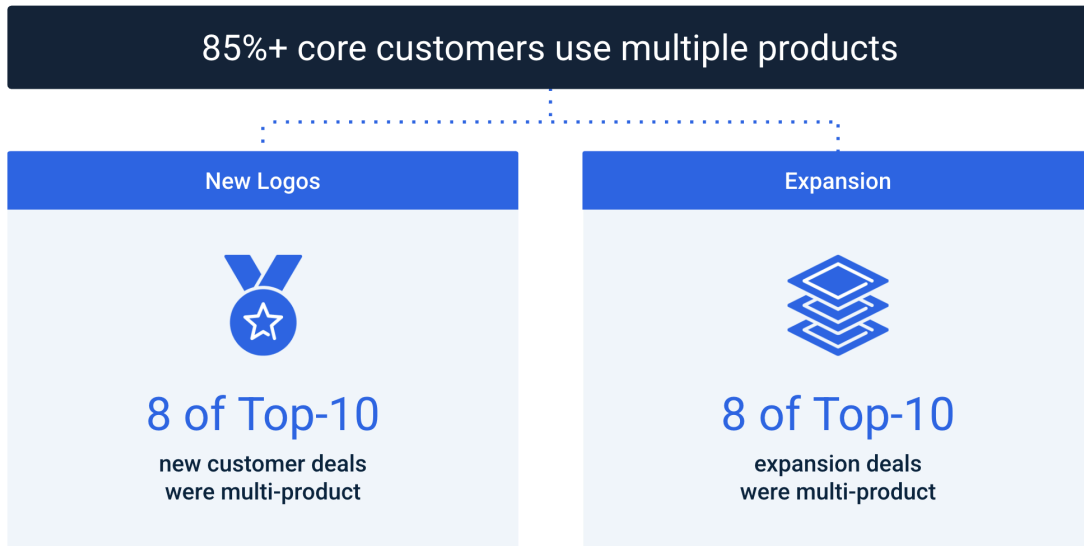 85%+ core customers use multiple products
New Logos
8 of Top-10
new customer deals
were multi-product
Expansion
8 of Top-10
expansion deals
were multi-product